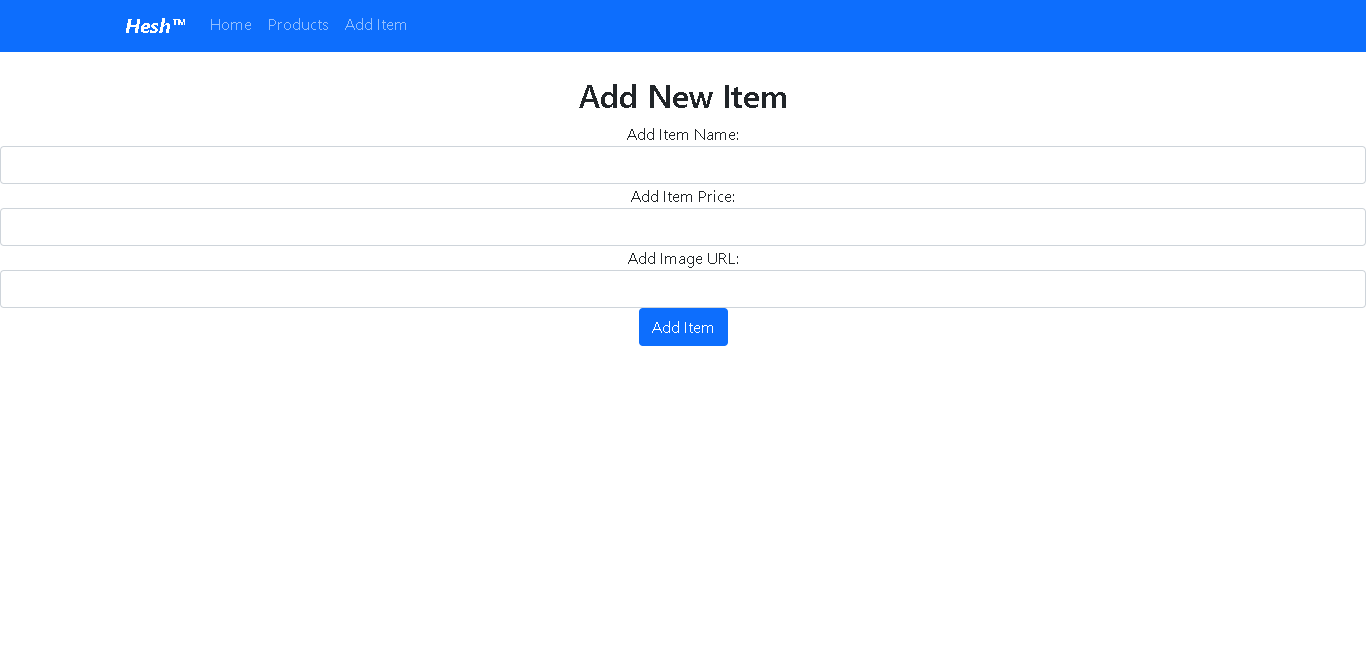 Hesh™ Home Products Add Item
Add New Item
Add Item Name:
Add Item Price:
Add Image URL:
Add Item